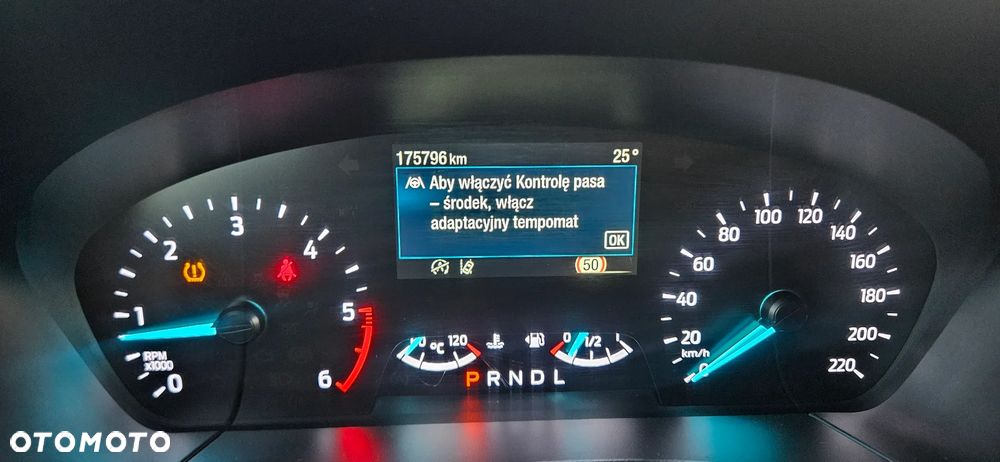 175796 km 25°
Aby włączyć Kontrolę pasa
– środek, włącz
adaptacyjny tempomat
OK
50
0 1 2 3 4 5 6
RPM
x1000
0 °C 120
0 1/2 1
P R N D L
0 20 40 60 80 100 120 140 160 180 200 220
km/h
OTOMOTO